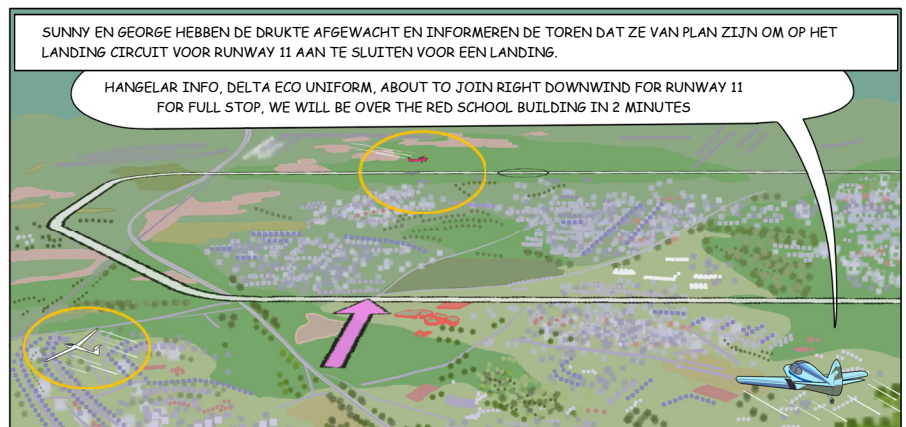 SUNNY EN GEORGE HEBBEN DE DRUKTE AFGEWACHT EN INFORMEREN DE TOREN DAT ZE VAN PLAN ZIJN OM OP HET
LANDING CIRCUIT VOOR RUNWAY 11 AAN TE SLUITEN VOOR EEN LANDING.
HANGELAR INFO, DELTA ECO UNIFORM, ABOUT TO JOIN RIGHT DOWNWIND FOR RUNWAY 11
FOR FULL STOP, WE WILL BE OVER THE RED SCHOOL BUILDING IN 2 MINUTES